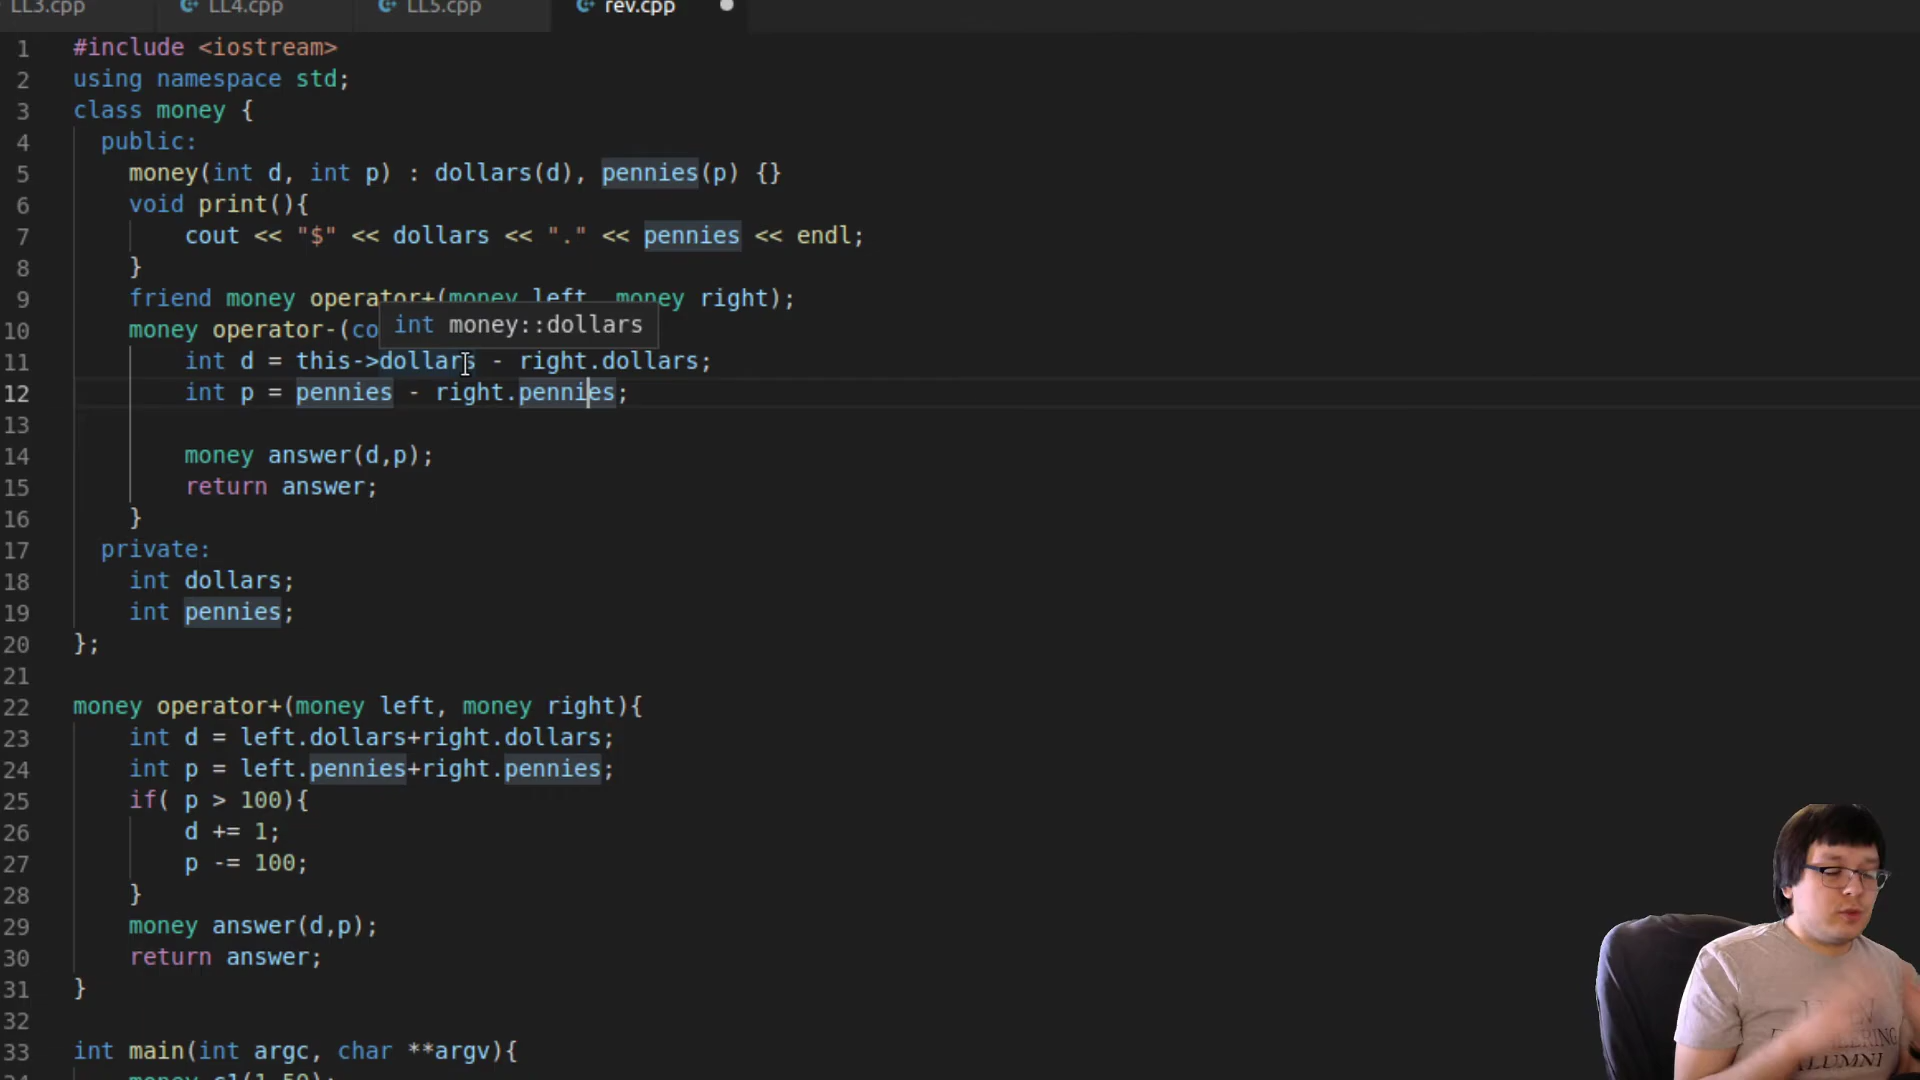 LL3.cpp LL4.cpp LL5.cpp rev.cpp
1 #include <iostream>
2 using namespace std;
3 class money {
4 public:
5 money(int d, int p) : dollars(d), pennies(p) {}
6 void print(){
7 cout << "$" << dollars << "." << pennies << endl;
8 }
9 friend money operator+(money left, money right);
int money::dollars
10 money operator-(co
11 int d = this->dollars - right.dollars;
12 int p = pennies - right.pennies;
13
14 money answer(d,p);
15 return answer;
16 }
17 private:
18 int dollars;
19 int pennies;
20 };
21
22 money operator+(money left, money right){
23 int d = left.dollars+right.dollars;
24 int p = left.pennies+right.pennies;
25 if( p > 100){
26 d += 1;
27 p -= 100;
28 }
29 money answer(d,p);
30 return answer;
31 }
32
33 int main(int argc, char **argv){
34 money c1(1,50);
ALUMNI